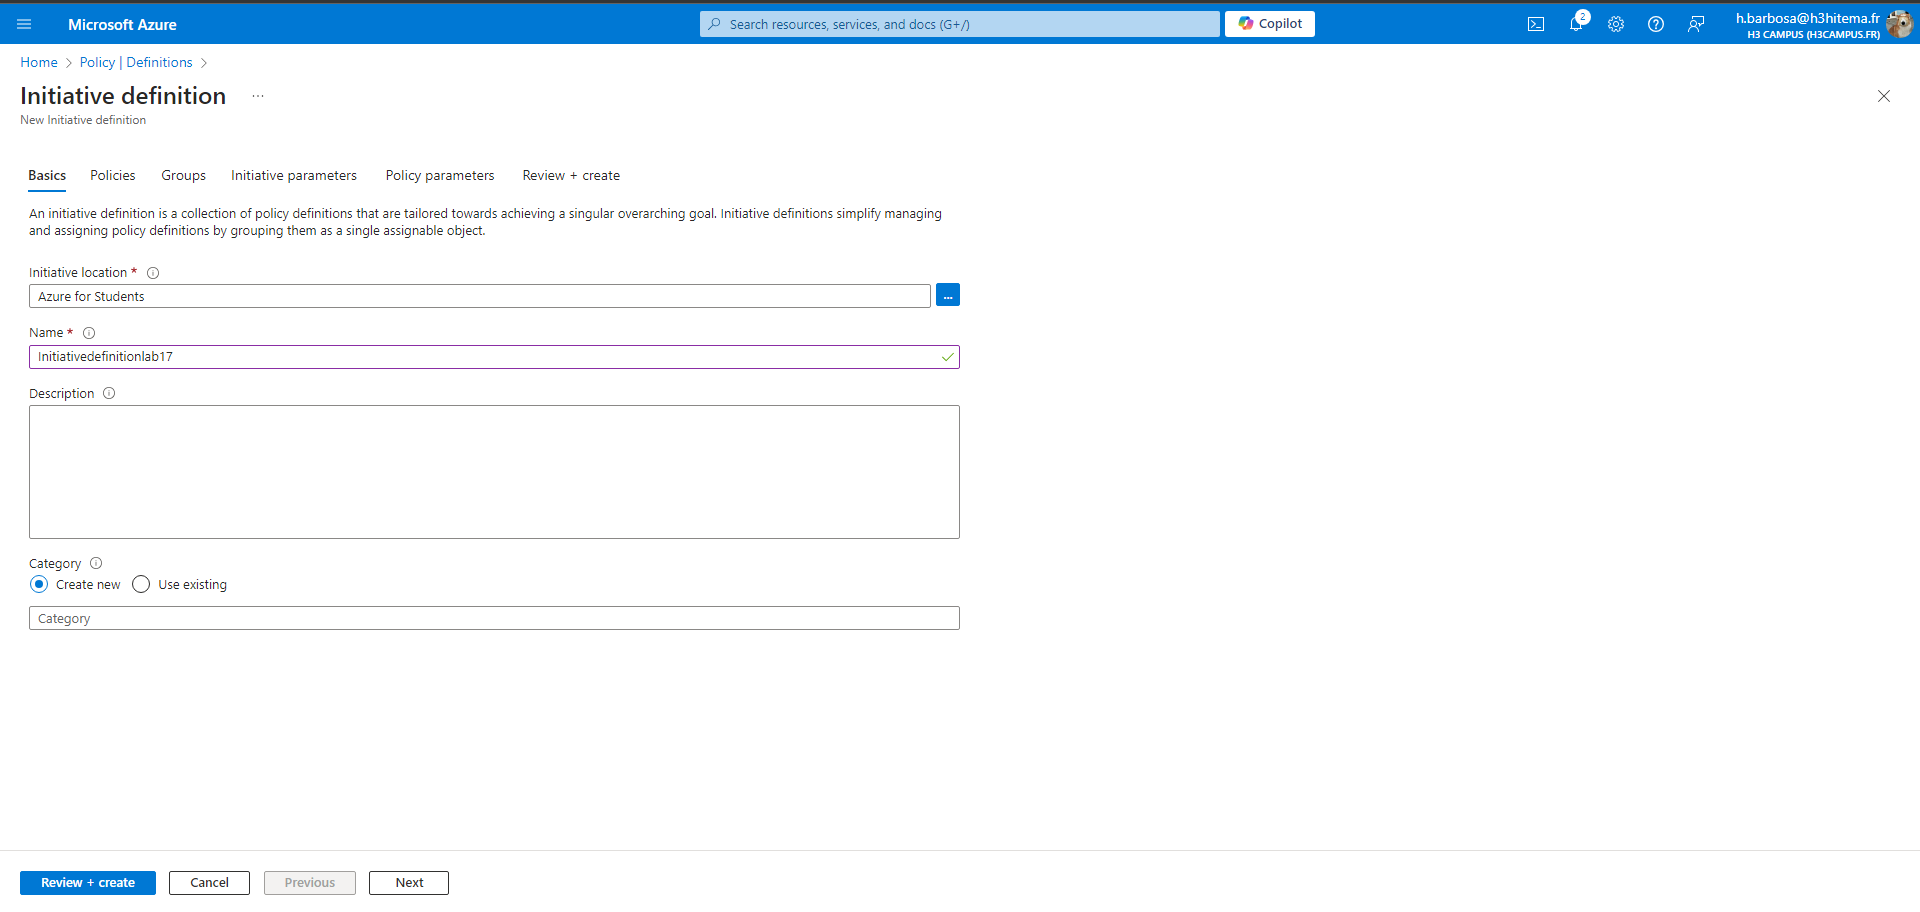 Microsoft Azure
Search resources, services, and docs (G+/)
Copilot
2
h.barbosa@h3hitema.fr
H3 CAMPUS (H3CAMPUS.FR)
Home > Policy | Definitions >
Initiative definition ...
New Initiative definition
Basics Policies Groups Initiative parameters Policy parameters Review + create
An initiative definition is a collection of policy definitions that are tailored towards achieving a singular overarching goal. Initiative definitions simplify managing
and assigning policy definitions by grouping them as a single assignable object.
Initiative location *
Azure for Students
...
Name *
Initiativedefinitionlab17
Description
Category
Create new Use existing
Category
Review + create Cancel Previous Next